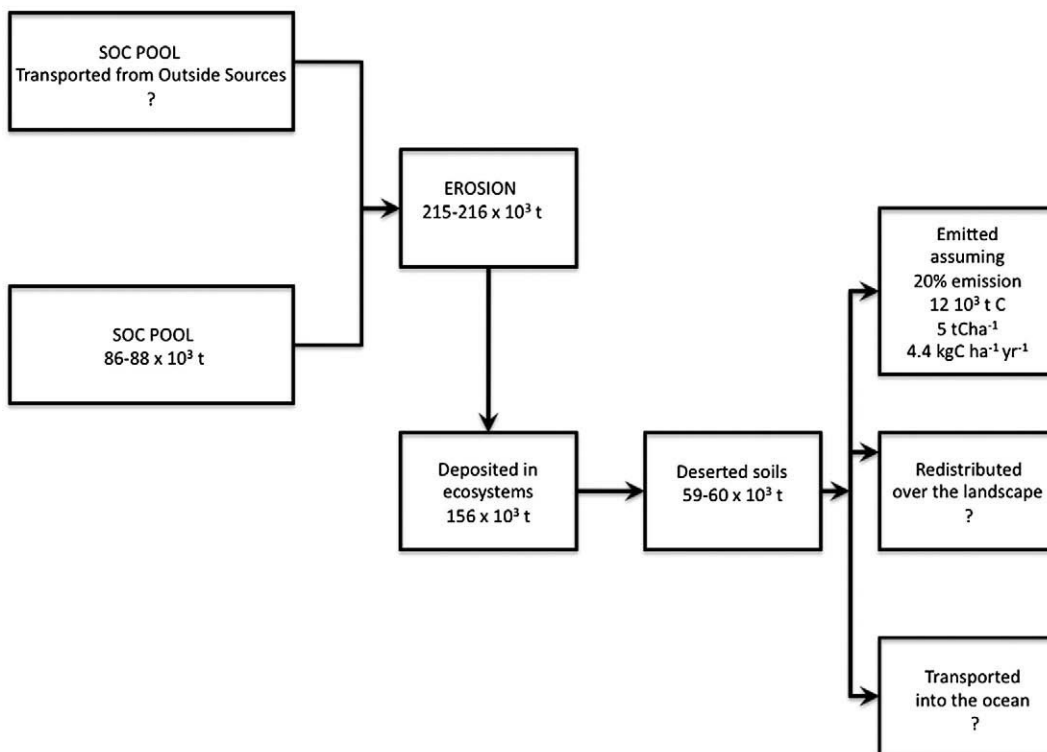 SOC POOL
Transported from Outside Sources
?
EROSION
215-216 x 10³ t
SOC POOL
86-88 x 10³ t
Deposited in
ecosystems
156 x 10³ t
Deserted soils
59-60 x 10³ t
Emitted
assuming
20% emission
12 10³ t C
5 tCha⁻¹
4.4 kgC ha⁻¹ yr⁻¹
Redistributed
over the landscape
?
Transported
into the ocean
?